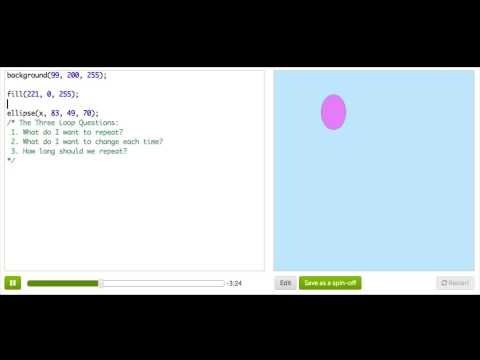 background(99, 200, 255);
fill(221, 0, 255);
ellipse(x, 83, 49, 70);
/* The Three Loop Questions:
1. What do I want to repeat?
2. What do I want to change each time?
3. How long should we repeat?
*/
-3:24
Edit
Save as a spin-off
Restart